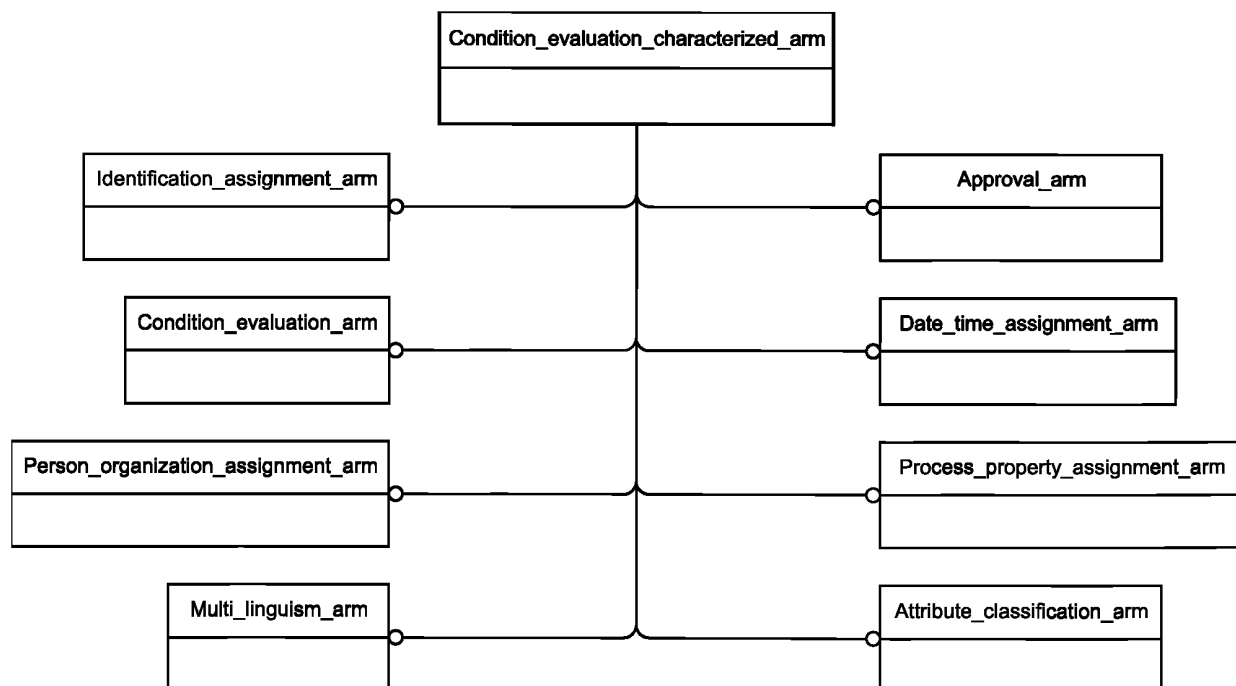 Condition_evaluation_characterized_arm
Identification_assignment_arm
Approval_arm
Condition_evaluation_arm
Date_time_assignment_arm
Person_organization_assignment_arm
Process_property_assignment_arm
Multi_linguism_arm
Attribute_classification_arm